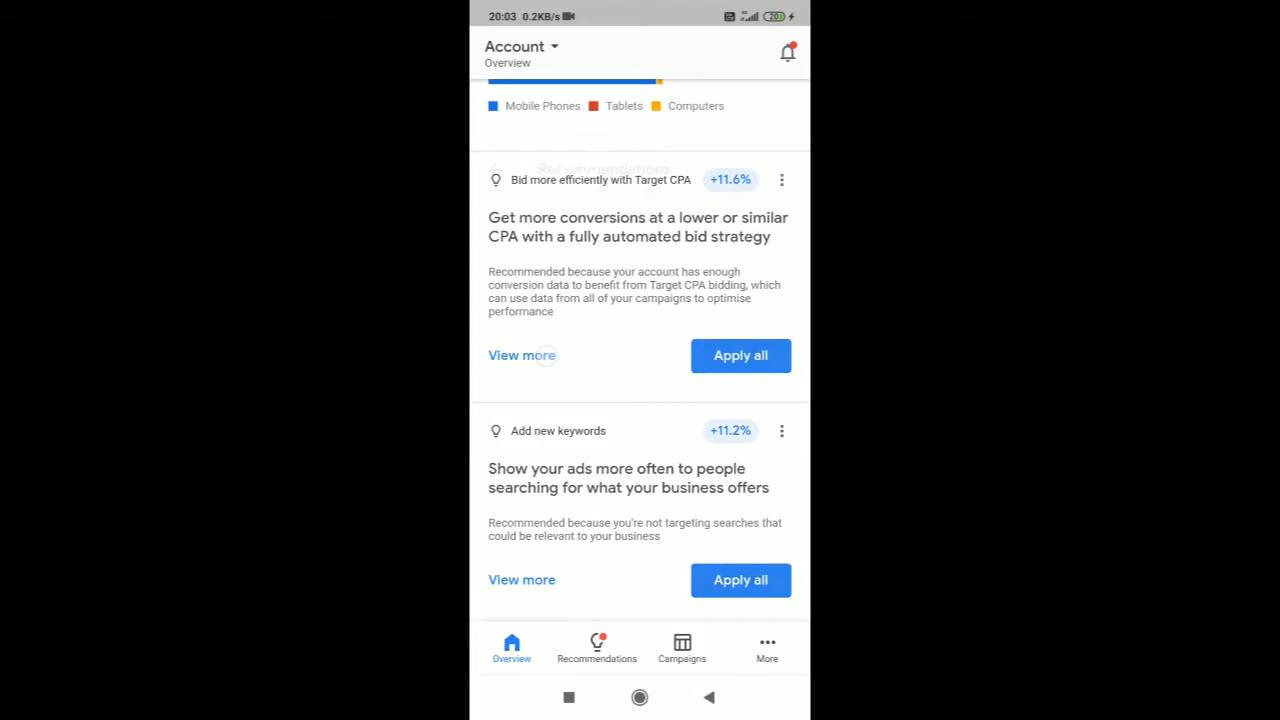 20:03 0.2KB/s
20
Account
Overview
Mobile Phones Tablets Computers
Recommendations
Bid more efficiently with Target CPA +11.6%
Get more conversions at a lower or similar
CPA with a fully automated bid strategy
Recommended because your account has enough
conversion data to benefit from Target CPA bidding, which
can use data from all of your campaigns to optimise
performance
View more Apply all
Add new keywords +11.2%
Show your ads more often to people
searching for what your business offers
Recommended because you're not targeting searches that
could be relevant to your business
View more Apply all
Overview Recommendations Campaigns More